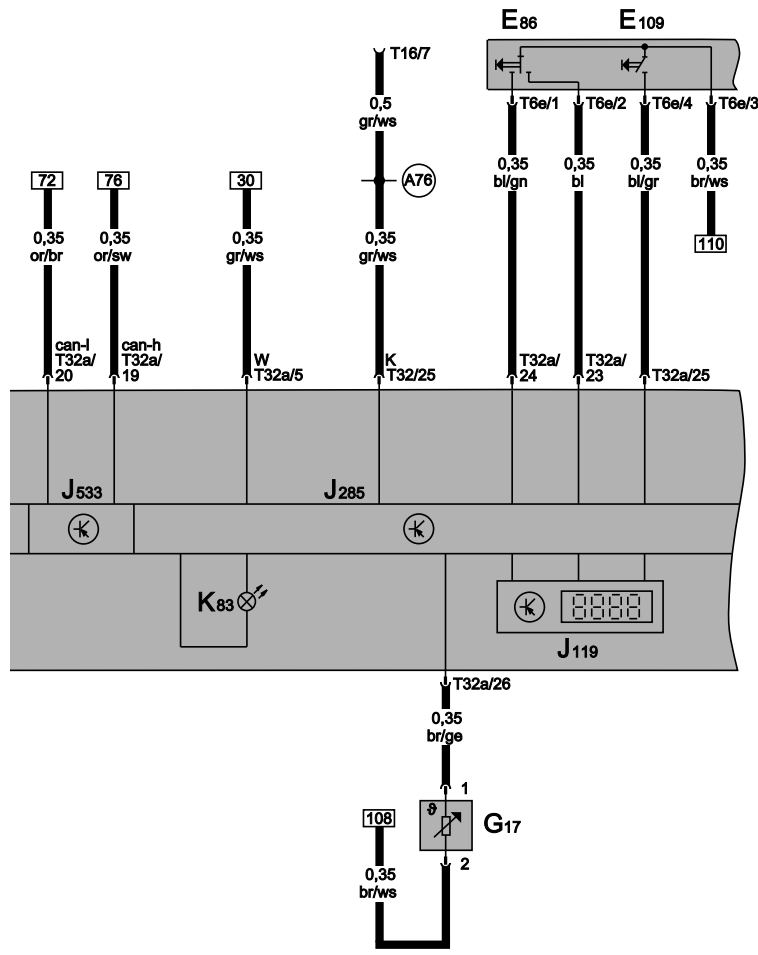 E86
E109
T16/7
0,5
gr/ws
T6e/1
T6e/2
T6e/4
T6e/3
72
76
30
A76
0,35
bl/gn
0,35
bl
0,35
bl/gr
0,35
br/ws
0,35
or/br
0,35
or/sw
0,35
gr/ws
0,35
gr/ws
110
can-l
T32a/
20
can-h
T32a/
19
W
T32a/5
K
T32/25
T32a/
24
T32a/
23
T32a/25
J533
J285
K83
8888
J119
T32a/26
0,35
br/ge
1
108
ϑ
G17
2
0,35
br/ws